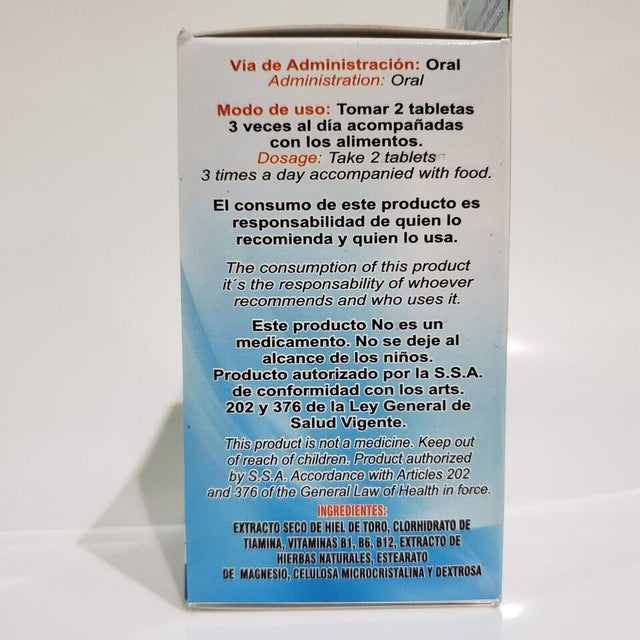 Vía de Administración: Oral
Administration: Oral
Modo de uso: Tomar 2 tabletas
3 veces al día acompañadas
con los alimentos.
Dosage: Take 2 tablets
3 times a day accompanied with food.
El consumo de este producto es
responsabilidad de quien lo
recomienda y quien lo usa.
The consumption of this product
it´s the responsability of whoever
recommends and who uses it.
Este producto No es un
medicamento. No se deje al
alcance de los niños.
Producto autorizado por la S.S.A.
de conformidad con los arts.
202 y 376 de la Ley General de
Salud Vigente.
This product is not a medicine. Keep out
of reach of children. Product authorized
by S.S.A. Accordance with Articles 202
and 376 of the General Law of Health in force.
INGREDIENTES:
EXTRACTO SECO DE HIEL DE TORO, CLORHIDRATO DE
TIAMINA, VITAMINAS B1, B6, B12, EXTRACTO DE
HIERBAS NATURALES, ESTEARATO
DE MAGNESIO, CELULOSA MICROCRISTALINA Y DEXTROSA